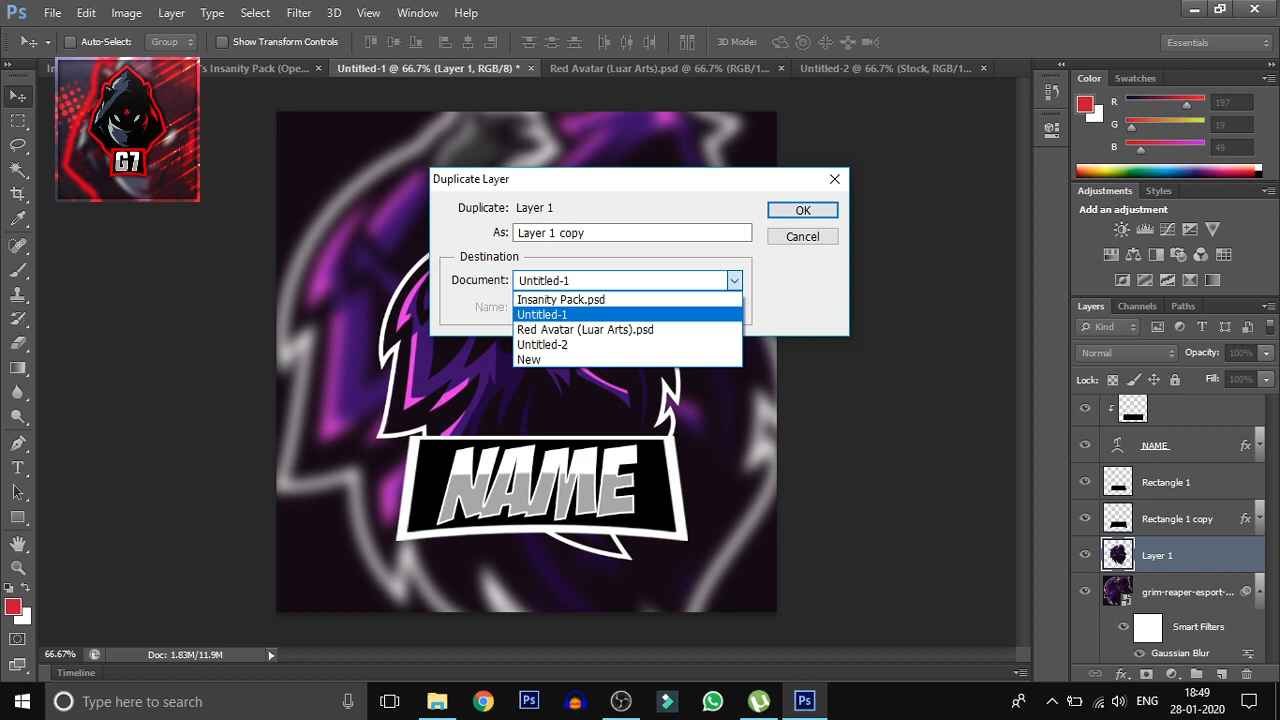 Ps File Edit Image Layer Type Select Filter 3D View Window Help
Auto-Select: Group Show Transform Controls 3D Mode: Essentials
Insanity Pack (Ope... × Untitled-1 @ 66.7% (Layer 1, RGB/8) * × Red Avatar (Luar Arts).psd @ 66.7% (RGB/1... × Untitled-2 @ 66.7% (Stock, RGB/1... ×
G7
Duplicate Layer
Duplicate: Layer 1
As: Layer 1 copy
OK
Cancel
Destination
Document: Untitled-1
Name:
Insanity Pack.psd
Untitled-1
Red Avatar (Luar Arts).psd
Untitled-2
New
NAME
Color Swatches
R 197
G 19
B 49
Adjustments Styles
Add an adjustment
Layers Channels Paths
Kind
Normal Opacity: 100%
Lock: Fill: 100%
NAME fx
Rectangle 1
Rectangle 1 copy fx
Layer 1
grim-reaper-esport-...
Smart Filters
Gaussian Blur
66.67% Doc: 1.83M/11.9M
Timeline
Type here to search
ENG
18:49
28-01-2020